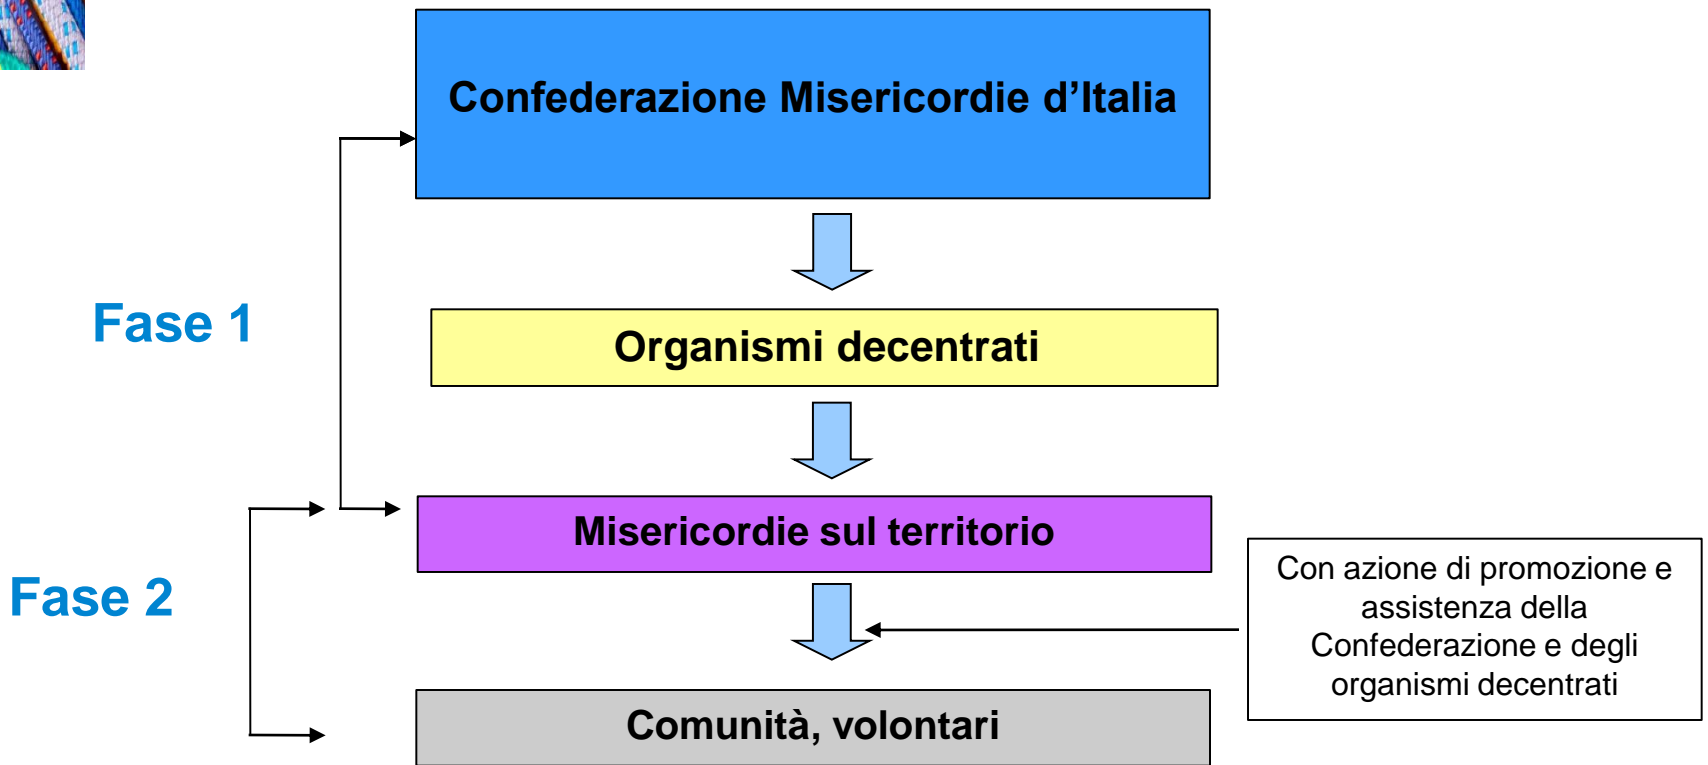 Confederazione Misericordie d’Italia
Fase 1
Organismi decentrati
Misericordie sul territorio
Fase 2
Con azione di promozione e
assistenza della
Confederazione e degli
organismi decentrati
Comunità, volontari